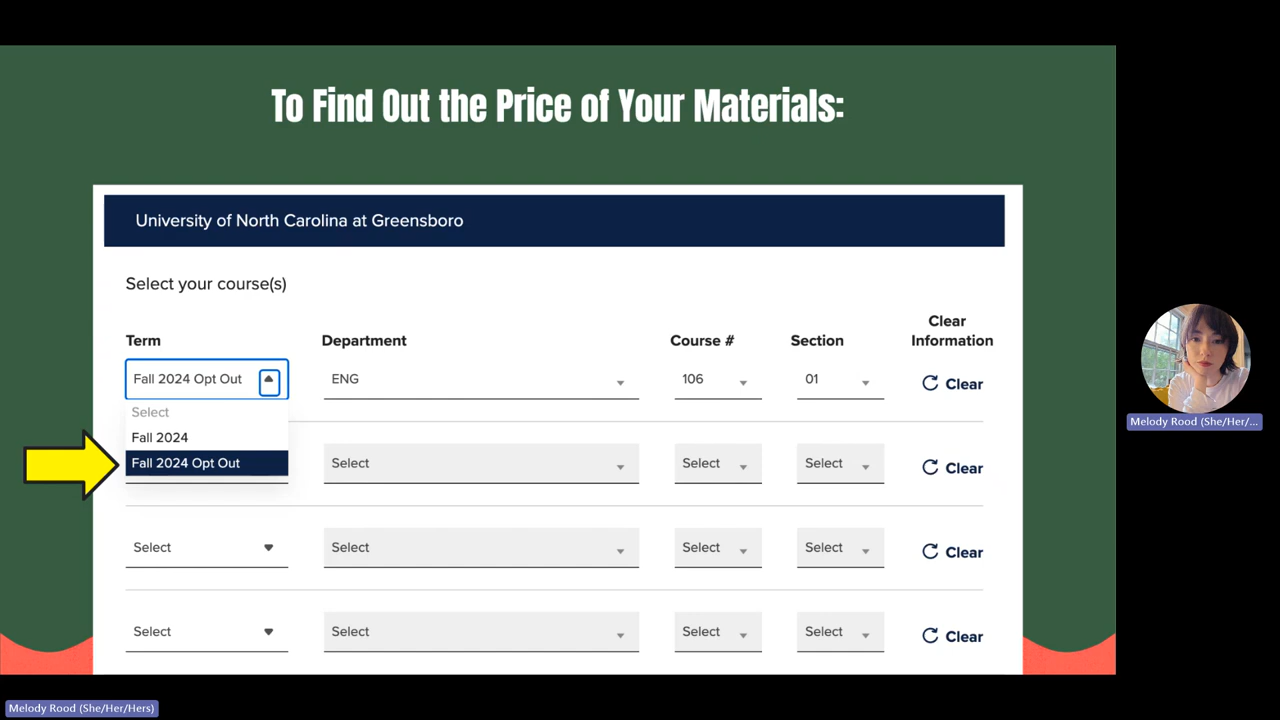 To Find Out the Price of Your Materials:
University of North Carolina at Greensboro
Select your course(s)
Term Department Course # Section Clear Information
Fall 2024 Opt Out ENG 106 01 Clear
Select
Fall 2024
Fall 2024 Opt Out
Select Select Select Clear
Select Select Select Select Clear
Select Select Select Select Clear
Melody Rood (She/Her/...
Melody Rood (She/Her/Hers)